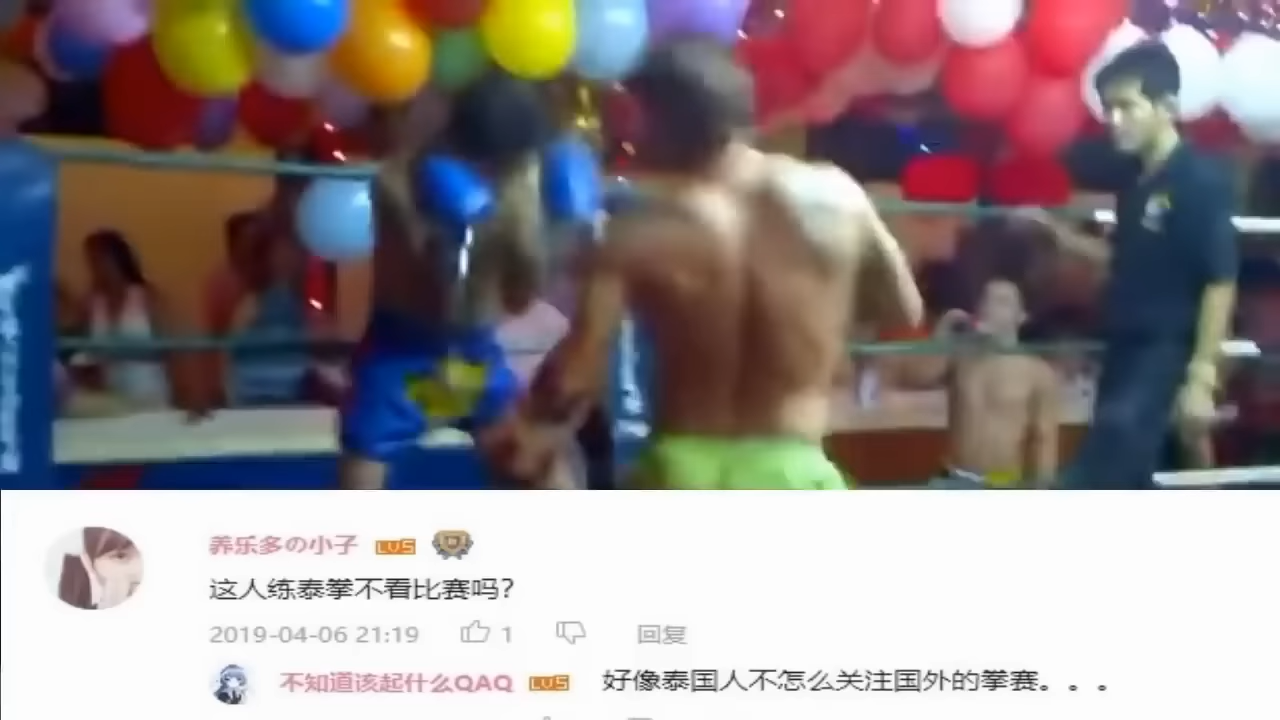 养乐多の小子 LV5
这人练泰拳不看比赛吗?
2019-04-06 21:19 1 回复
不知道该起什么QAQ LV5 好像泰国人不怎么关注国外的拳赛。。。